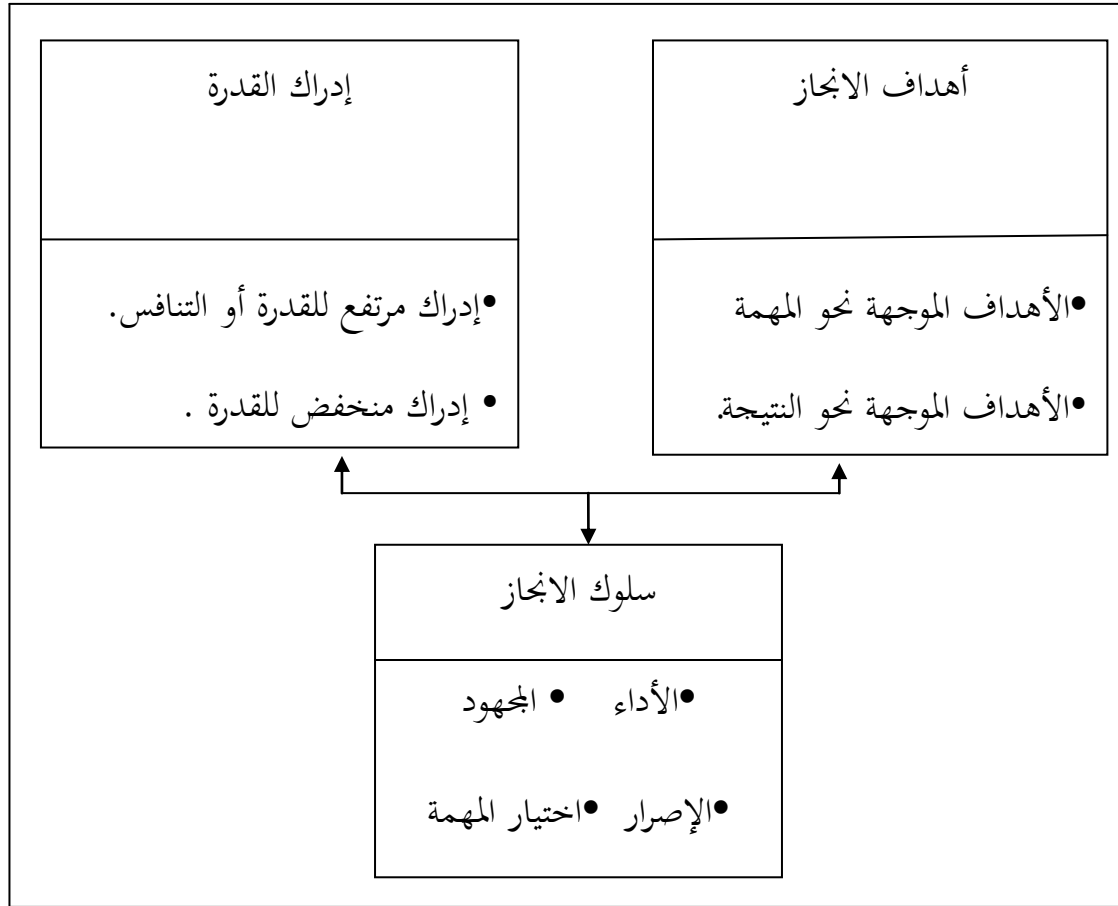 أهداف الانجاز
•الأهداف الموجهة نحو المهمة
•الأهداف الموجهة نحو النتيجة.
إدراك القدرة
•إدراك مرتفع للقدرة أو التنافس.
• إدراك منخفض للقدرة .
سلوك الانجاز
•الأداء • المجهود
•الإصرار •اختيار المهمة